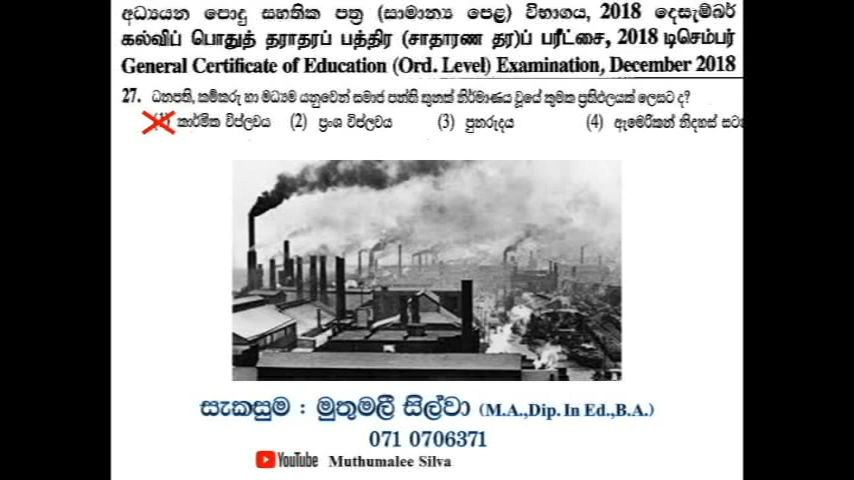 අධ්‍යයන පොදු සහතික පත්‍ර (සාමාන්‍ය පෙළ) විභාගය, 2018 දෙසැම්බර්
கல்விப் பொதுத் தராதரப் பத்திர (சாதாரண தர)ப் பரீட்சை, 2018 டிசெம்பர்
General Certificate of Education (Ord. Level) Examination, December 2018
27. ධනපති, කම්කරු හා මධ්‍යම යනුවෙන් සමාජ පන්ති තුනක් නිර්මාණය වූයේ කුමක ප්‍රතිඵලයක් ලෙසට ද?
(1) කාර්මික විප්ලවය (2) ප්‍රංශ විප්ලවය (3) පුනරුදය (4) ඇමෙරිකන් නිදහස් සටන
සැකසුම : මුතුමලී සිල්වා (M.A.,Dip. In Ed.,B.A.)
071 0706371
YouTube Muthumalee Silva